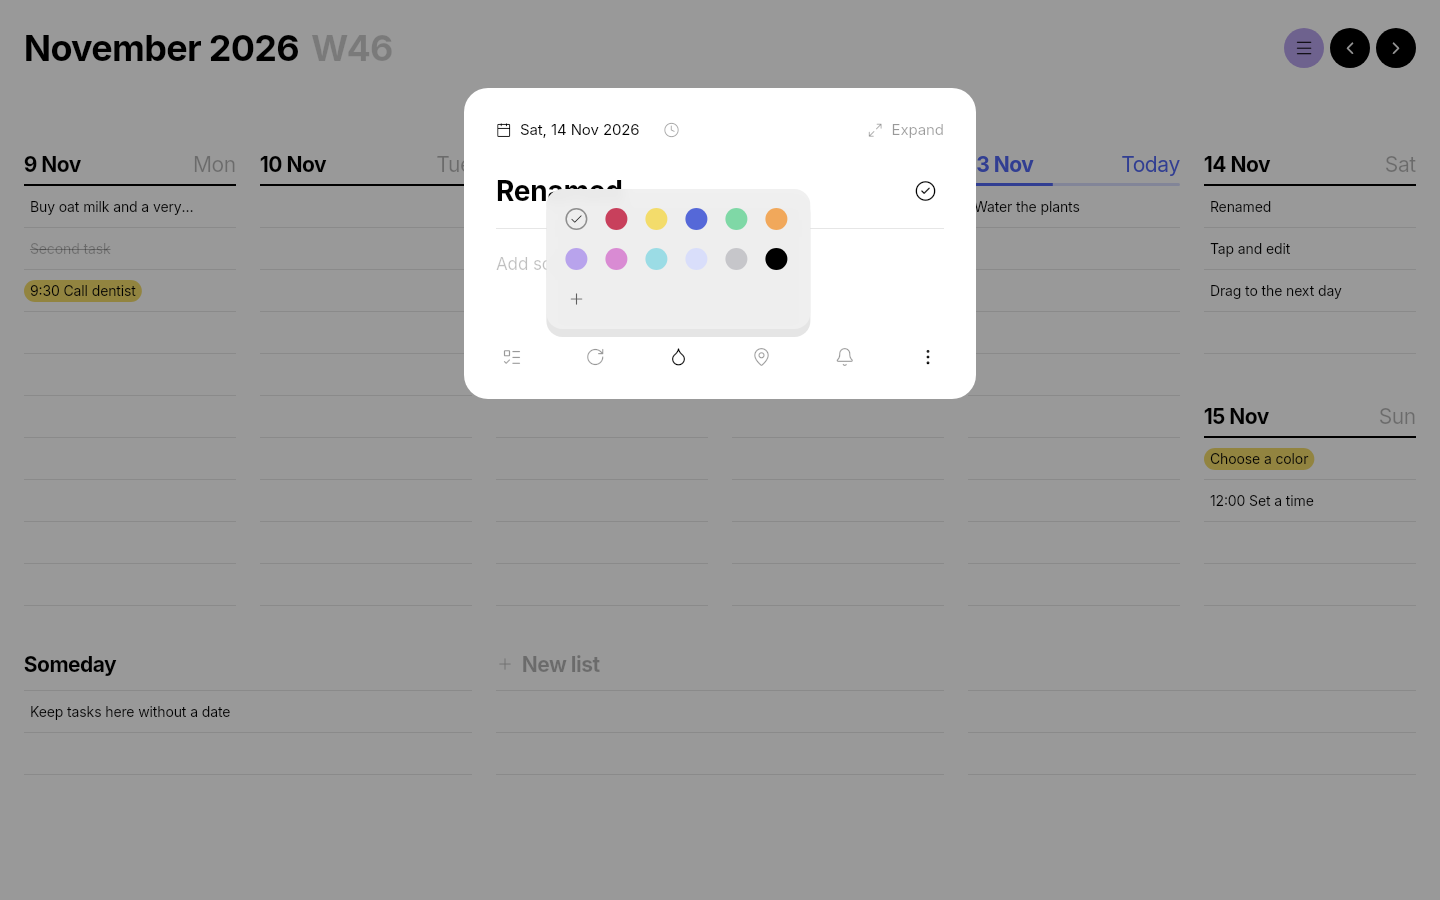 November 2026 W46
Sat, 14 Nov 2026
Expand
9 Nov Mon
10 Nov
3 Nov Today
14 Nov Sat
Renamed
Buy oat milk and a very...
Water the plants
Renamed
Second task
Tap and edit
Add
9:30 Call dentist
Drag to the next day
15 Nov Sun
Choose a color
12:00 Set a time
Someday
New list
Keep tasks here without a date